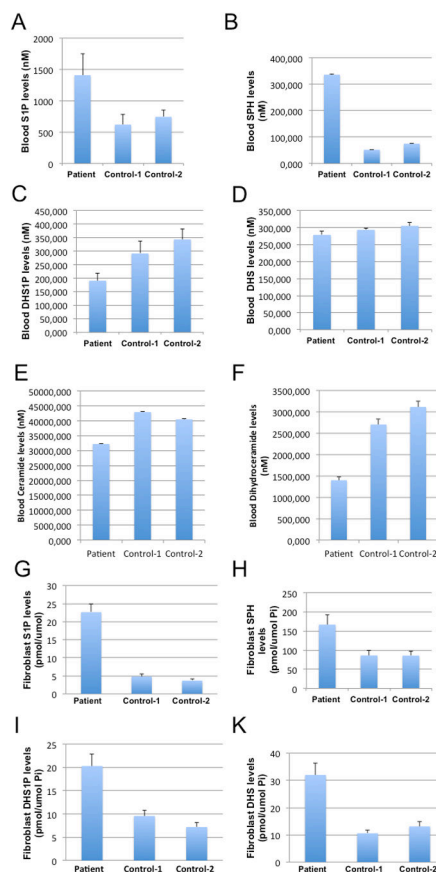 A
Blood S1P levels (nM)
2000
1500
1000
500
0
Patient Control-1 Control-2
B
Blood SPH levels
(nM)
400,000
300,000
200,000
100,000
00,000
Patient Control-1 Control-2
C
Blood DHS1P levels (nM)
450,000
400,000
350,000
300,000
250,000
200,000
150,000
100,000
50,000
0,000
Patient Control-1 Control-2
D
Blood DHS levels (nM)
350,000
300,000
250,000
200,000
150,000
100,000
50,000
0,000
Patient Control-1 Control-2
E
Blood Ceramide levels (nM)
50000,000
45000,000
40000,000
35000,000
30000,000
25000,000
20000,000
15000,000
10000,000
5000,000
0,000
Patient Control-1 Control-2
F
Blood Dihydroceramide levels
(nM)
3500,000
3000,000
2500,000
2000,000
1500,000
1000,000
500,000
0,000
Patient Control-1 Control-2
G
Fibroblast S1P levels
(pmol/umol)
25
20
15
10
5
0
Patient Control-1 Control-2
H
Fibroblast SPH
levels
(pmol/umol Pi)
200
150
100
50
0
Patient Control-1 Control-2
I
Fibroblast DHS1P levels
(pmol/umol Pi)
25
20
15
10
5
0
Patient Control-1 Control-2
K
Fibroblast DHS levels
(pmol/umol Pi)
40
30
20
10
0
Patient Control-1 Control-2